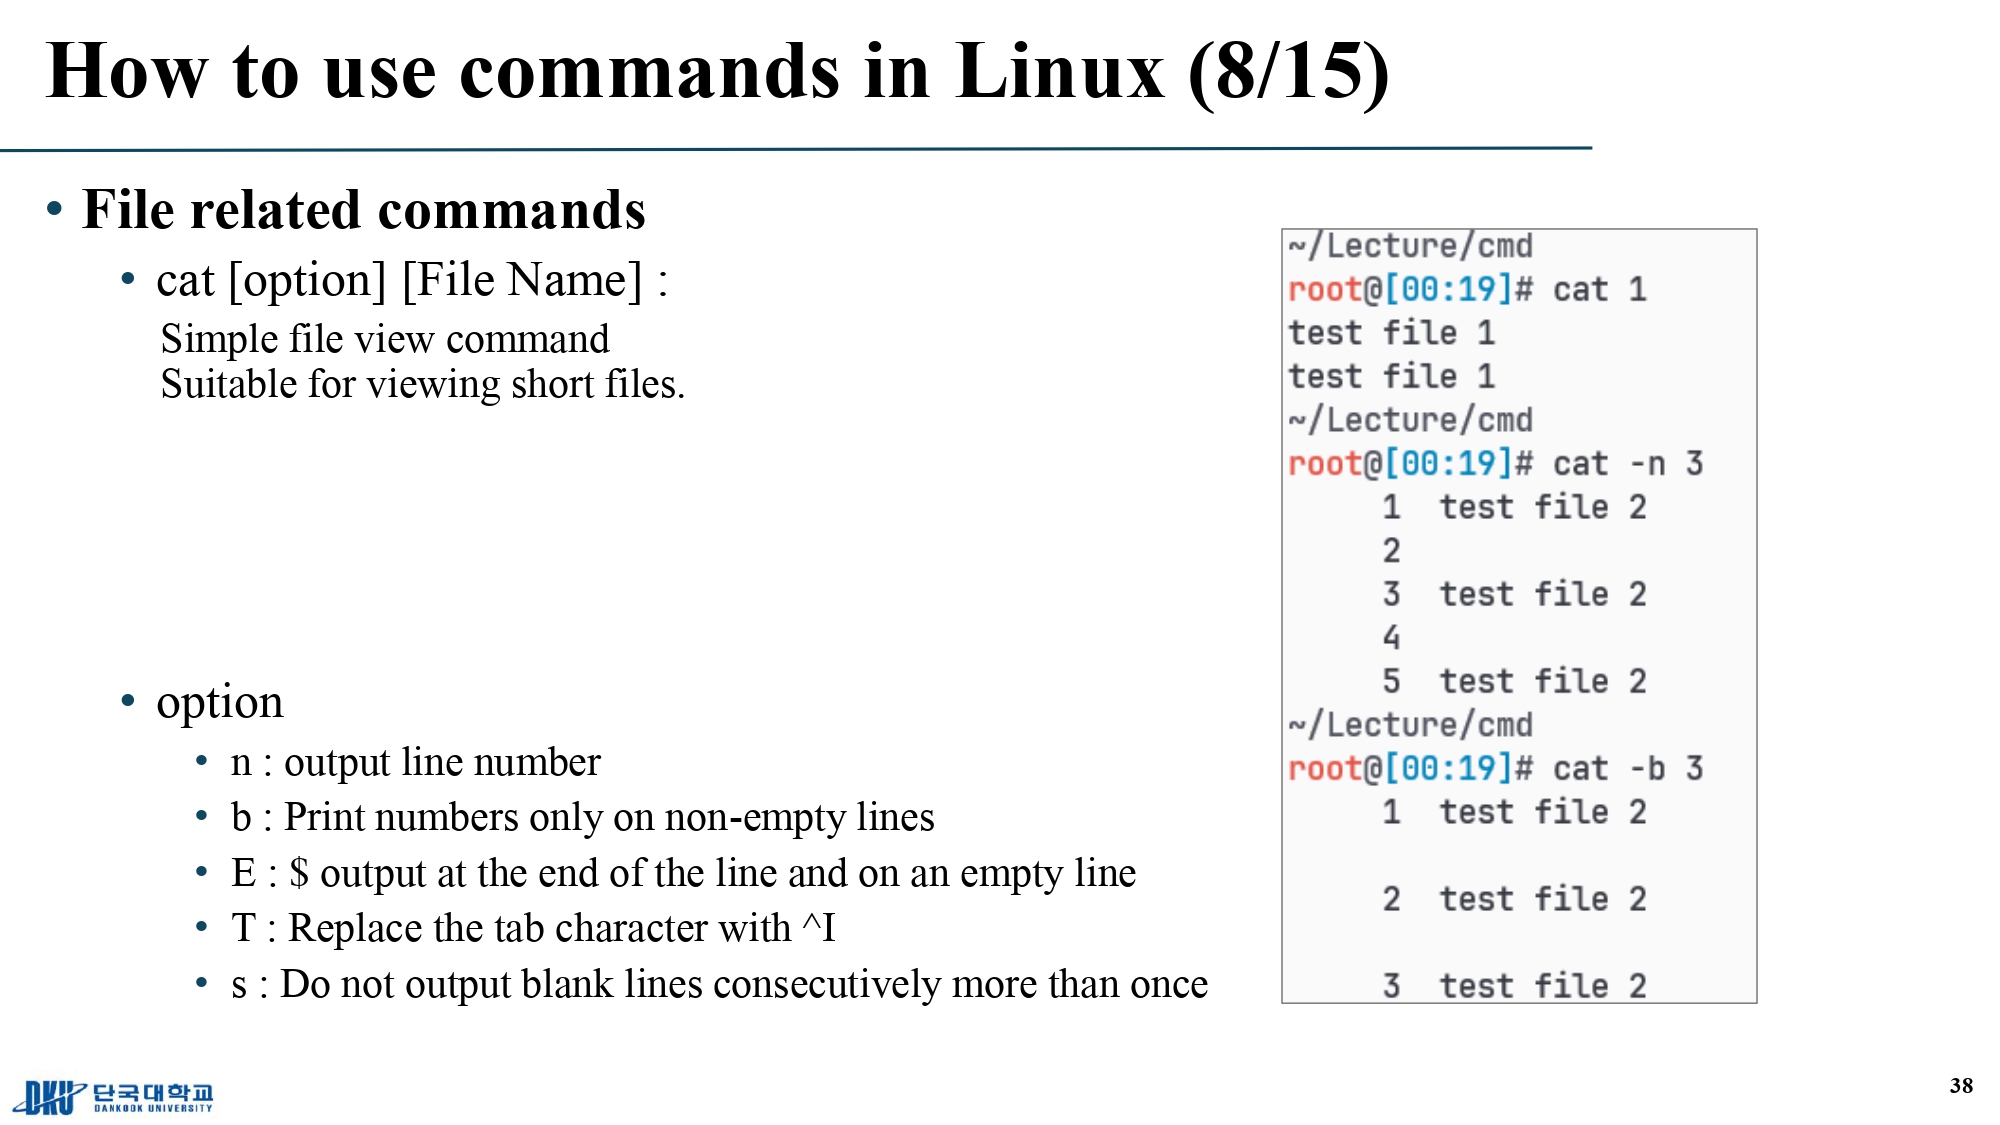 How to use commands in Linux (8/15)
• File related commands
• cat [option] [File Name] :
Simple file view command
Suitable for viewing short files.
• option
• n : output line number
• b : Print numbers only on non-empty lines
• E : $ output at the end of the line and on an empty line
• T : Replace the tab character with ^I
• s : Do not output blank lines consecutively more than once
~/Lecture/cmd
root@[00:19]# cat 1
test file 1
test file 1
~/Lecture/cmd
root@[00:19]# cat -n 3
1 test file 2
2
3 test file 2
4
5 test file 2
~/Lecture/cmd
root@[00:19]# cat -b 3
1 test file 2
2 test file 2
3 test file 2
DKU 단국대학교
DANKOOK UNIVERSITY
38